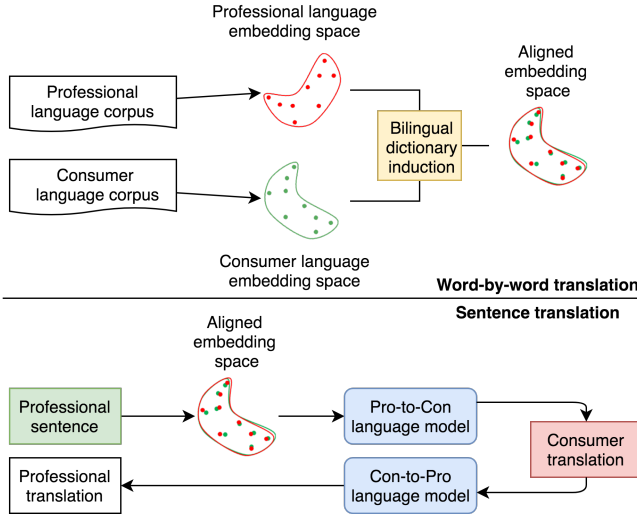 Professional language
embedding space
Professional
language corpus
Aligned
embedding
space
Bilingual
dictionary
induction
Consumer
language corpus
Consumer language
embedding space
Word-by-word translation
Sentence translation
Aligned
embedding
space
Professional
sentence
Pro-to-Con
language model
Consumer
translation
Professional
translation
Con-to-Pro
language model